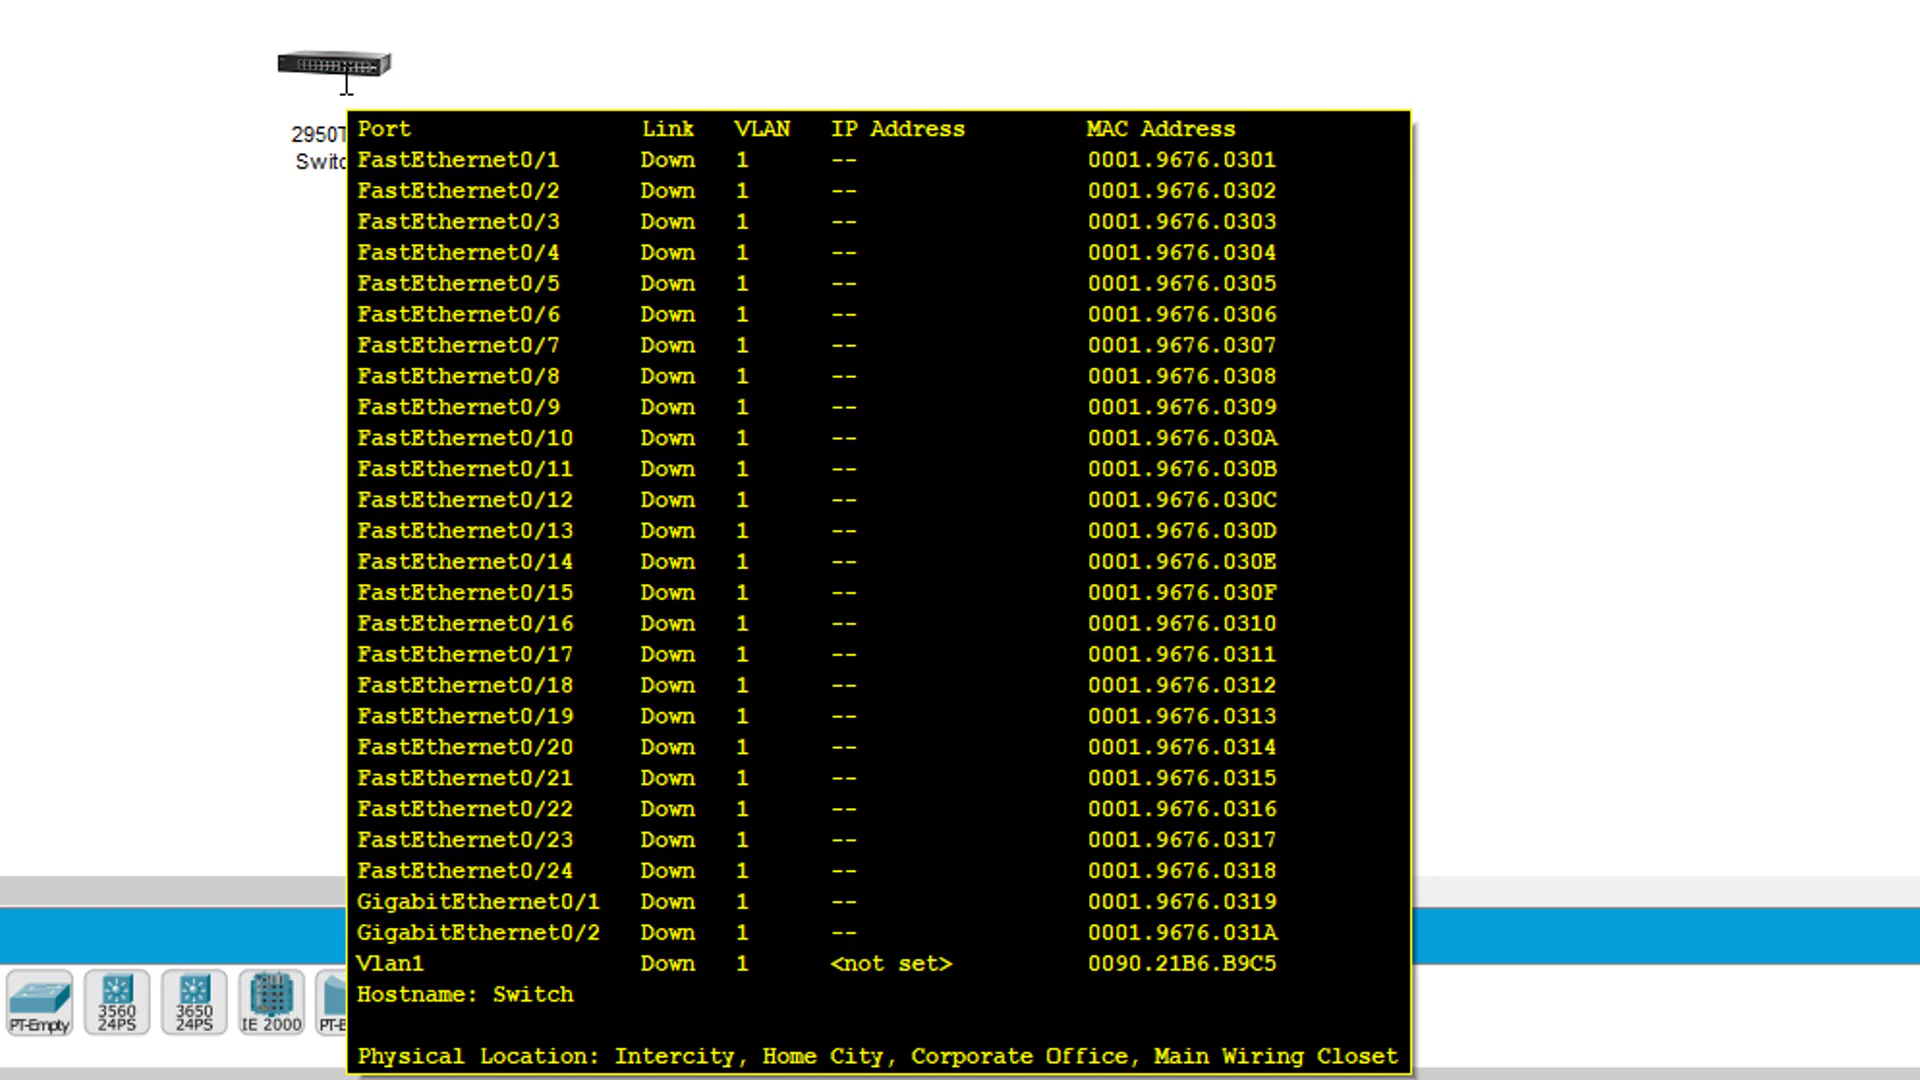 2950T
Switc
Port Link VLAN IP Address MAC Address
FastEthernet0/1 Down 1 -- 0001.9676.0301
FastEthernet0/2 Down 1 -- 0001.9676.0302
FastEthernet0/3 Down 1 -- 0001.9676.0303
FastEthernet0/4 Down 1 -- 0001.9676.0304
FastEthernet0/5 Down 1 -- 0001.9676.0305
FastEthernet0/6 Down 1 -- 0001.9676.0306
FastEthernet0/7 Down 1 -- 0001.9676.0307
FastEthernet0/8 Down 1 -- 0001.9676.0308
FastEthernet0/9 Down 1 -- 0001.9676.0309
FastEthernet0/10 Down 1 -- 0001.9676.030A
FastEthernet0/11 Down 1 -- 0001.9676.030B
FastEthernet0/12 Down 1 -- 0001.9676.030C
FastEthernet0/13 Down 1 -- 0001.9676.030D
FastEthernet0/14 Down 1 -- 0001.9676.030E
FastEthernet0/15 Down 1 -- 0001.9676.030F
FastEthernet0/16 Down 1 -- 0001.9676.0310
FastEthernet0/17 Down 1 -- 0001.9676.0311
FastEthernet0/18 Down 1 -- 0001.9676.0312
FastEthernet0/19 Down 1 -- 0001.9676.0313
FastEthernet0/20 Down 1 -- 0001.9676.0314
FastEthernet0/21 Down 1 -- 0001.9676.0315
FastEthernet0/22 Down 1 -- 0001.9676.0316
FastEthernet0/23 Down 1 -- 0001.9676.0317
FastEthernet0/24 Down 1 -- 0001.9676.0318
GigabitEthernet0/1 Down 1 -- 0001.9676.0319
GigabitEthernet0/2 Down 1 -- 0001.9676.031A
Vlan1 Down 1 <not set> 0090.21B6.B9C5
Hostname: Switch
Physical Location: Intercity, Home City, Corporate Office, Main Wiring Closet
PT-Empty
3560
24PS
3650
24PS
IE 2000